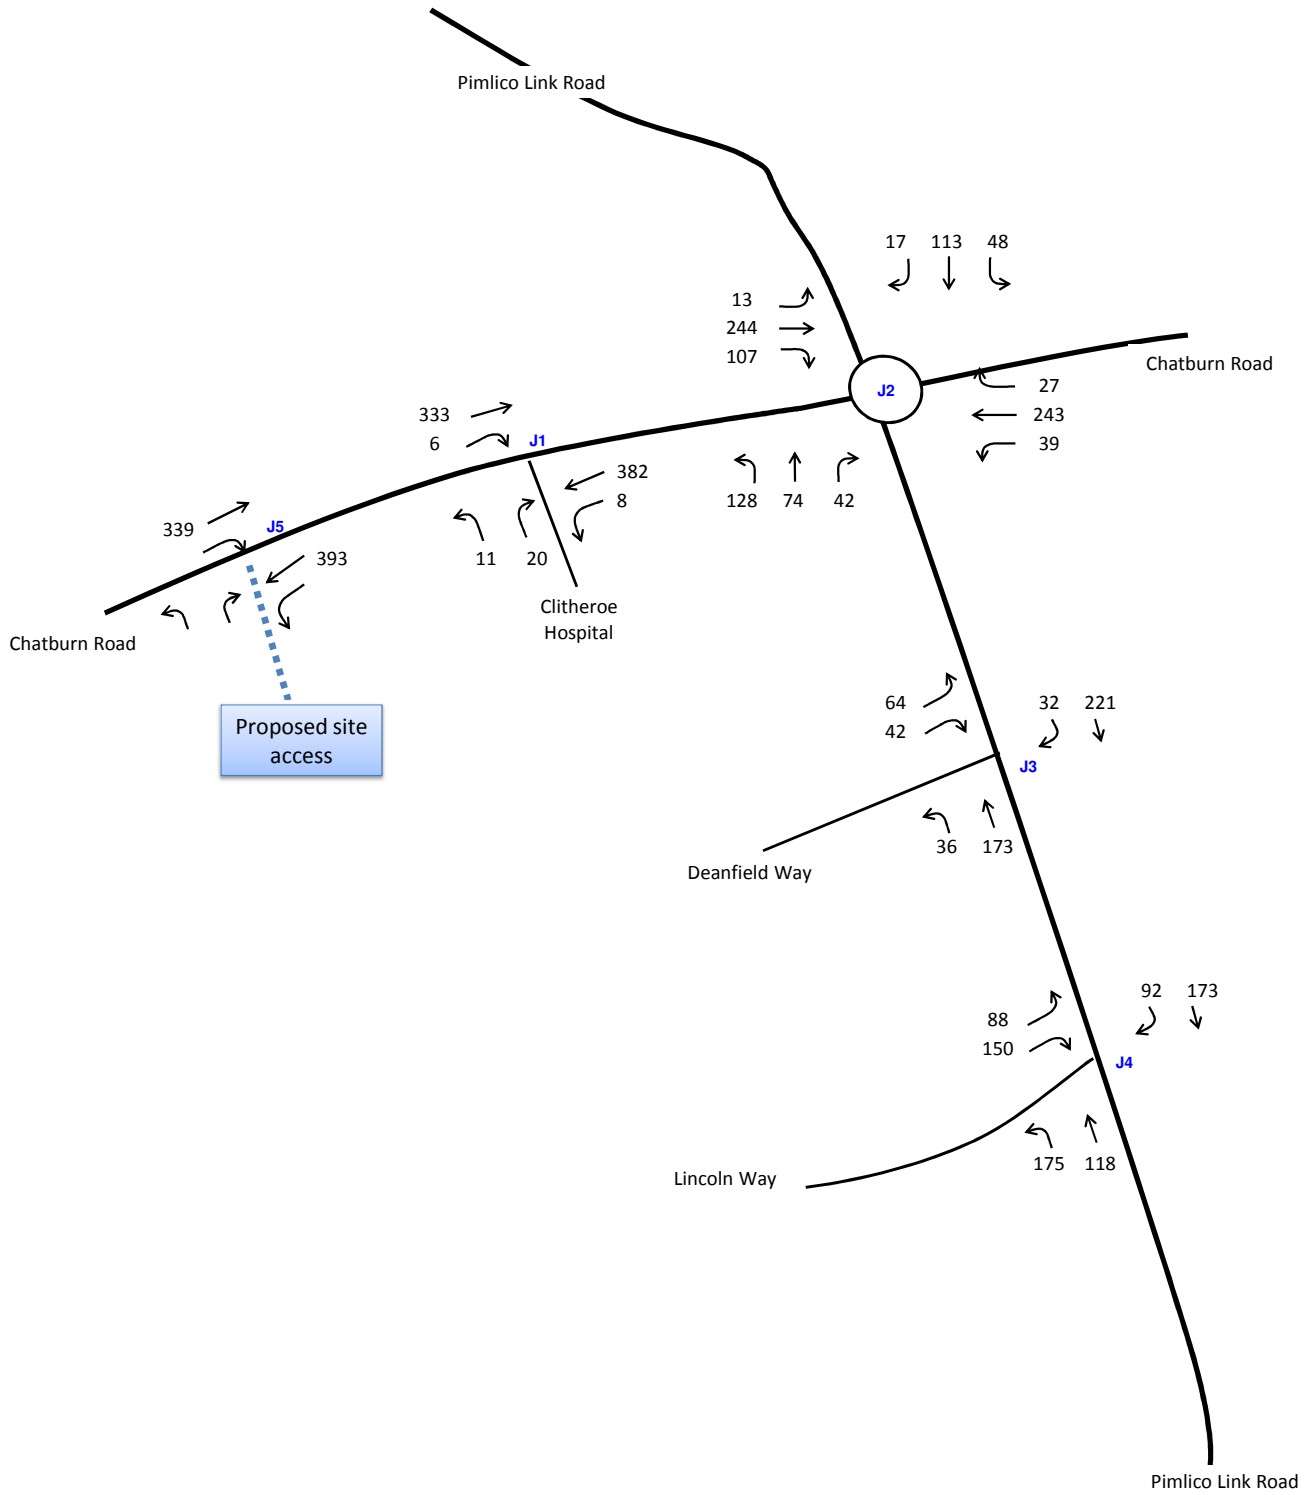 Pimlico Link Road
17 113 48
13
244
107
Chatburn Road
J2
27
243
39
333
6
J1
382
8
128 74 42
339
J5
393
11 20
Clitheroe
Hospital
Chatburn Road
Proposed site
access
64
42
32 221
J3
36 173
Deanfield Way
88
150
92 173
J4
175 118
Lincoln Way
Pimlico Link Road